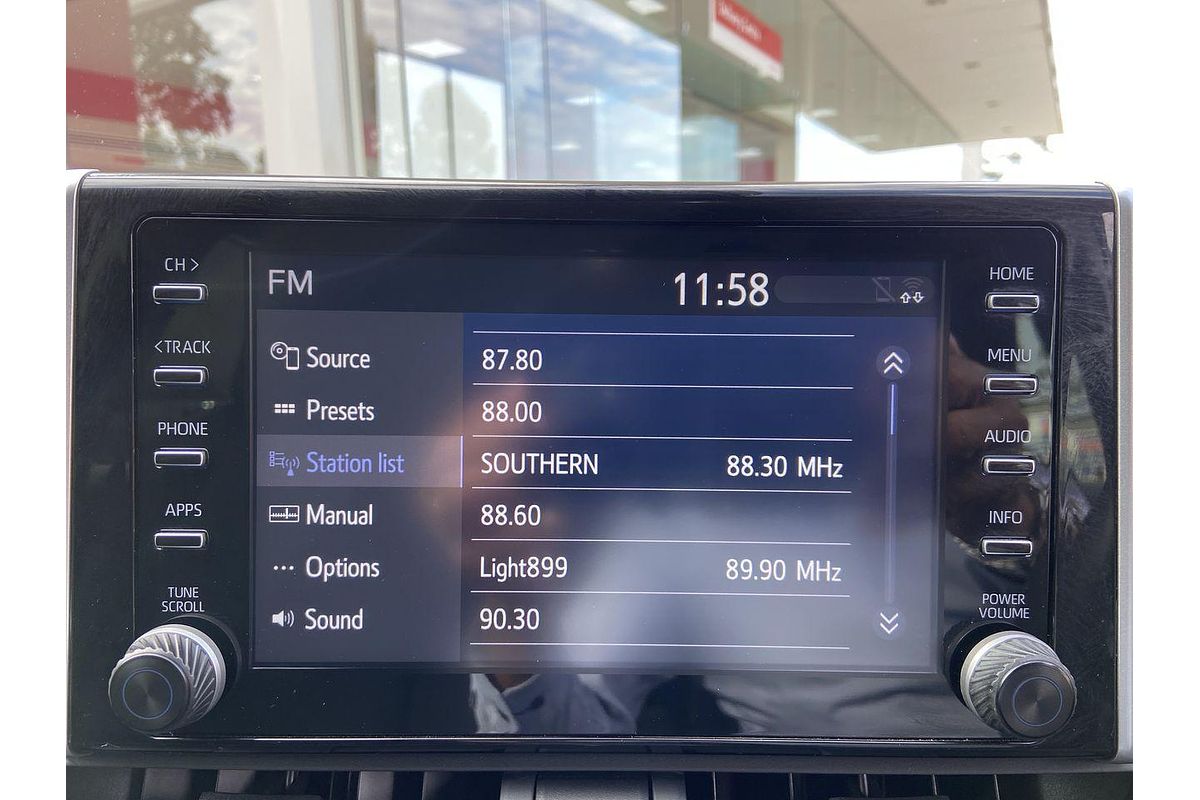 CH >
<TRACK
PHONE
APPS
TUNE
SCROLL
FM
11:58
Source
Presets
Station list
Manual
Options
Sound
87.80
88.00
SOUTHERN 88.30 MHz
88.60
Light899 89.90 MHz
90.30
HOME
MENU
AUDIO
INFO
POWER
VOLUME